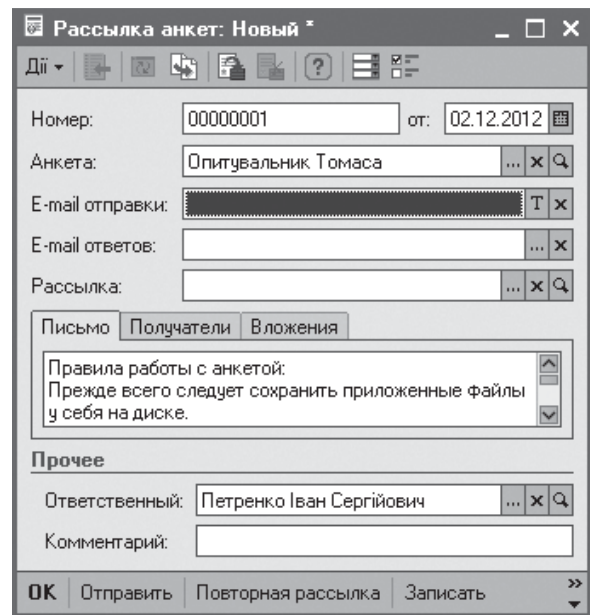 Рассылка анкет: Новый *
Дії
Номер: 00000001 от: 02.12.2012
Анкета: Опитувальник Томаса ... x
E-mail отправки: T x
E-mail ответов: ... x
Рассылка: ... x
Письмо Получатели Вложения
Правила работы с анкетой:
Прежде всего следует сохранить приложенные файлы
у себя на диске.
Прочее
Ответственный: Петренко Іван Сергійович ... x
Комментарий:
OK Отправить Повторная рассылка Записать »